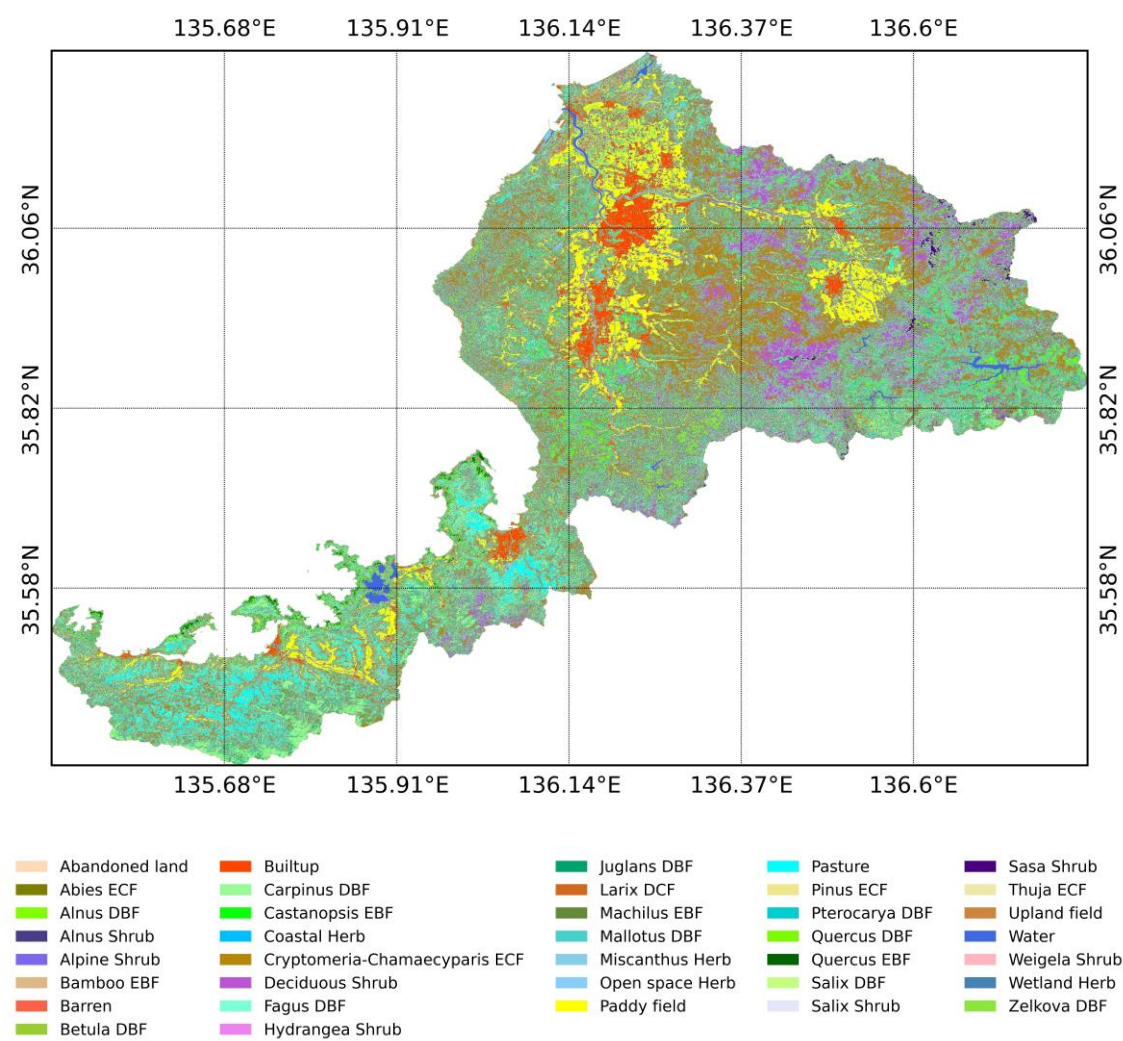 135.68°E 135.91°E 136.14°E 136.37°E 136.6°E
36.06°N 36.06°N
35.82°N 35.82°N
35.58°N 35.58°N
135.68°E 135.91°E 136.14°E 136.37°E 136.6°E
Abandoned land Builtup Juglans DBF Pasture Sasa Shrub
Abies ECF Carpinus DBF Larix DCF Pinus ECF Thuja ECF
Alnus DBF Castanopsis EBF Machilus EBF Pterocarya DBF Upland field
Alnus Shrub Coastal Herb Mallotus DBF Quercus DBF Water
Alpine Shrub Cryptomeria-Chamaecyparis ECF Miscanthus Herb Quercus EBF Weigela Shrub
Bamboo EBF Deciduous Shrub Open space Herb Salix DBF Wetland Herb
Barren Fagus DBF Paddy field Salix Shrub Zelkova DBF
Betula DBF Hydrangea Shrub